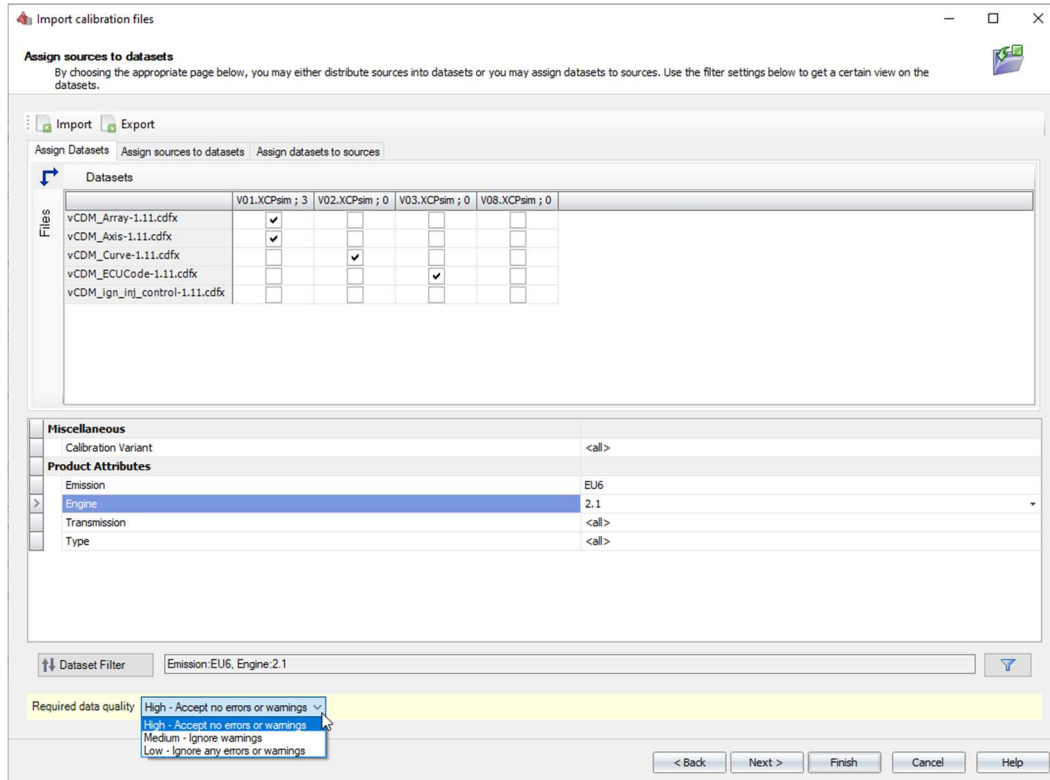 Import calibration files
Assign sources to datasets
By choosing the appropriate page below, you may either distribute sources into datasets or you may assign datasets to sources. Use the filter settings below to get a certain view on the
datasets.
Import Export
Assign Datasets Assign sources to datasets Assign datasets to sources
Datasets
Files
V01.XCPsim ; 3 V02.XCPsim ; 0 V03.XCPsim ; 0 V08.XCPsim ; 0
vCDM_Array-1.11.cdfx
vCDM_Axis-1.11.cdfx
vCDM_Curve-1.11.cdfx
vCDM_ECUCode-1.11.cdfx
vCDM_ign_inj_control-1.11.cdfx
Miscellaneous
Calibration Variant <all>
Product Attributes
Emission EU6
Engine 2.1
Transmission <all>
Type <all>
Dataset Filter Emission:EU6, Engine:2.1
Required data quality High - Accept no errors or warnings
High - Accept no errors or warnings
Medium - Ignore warnings
Low - Ignore any errors or warnings
< Back Next > Finish Cancel Help